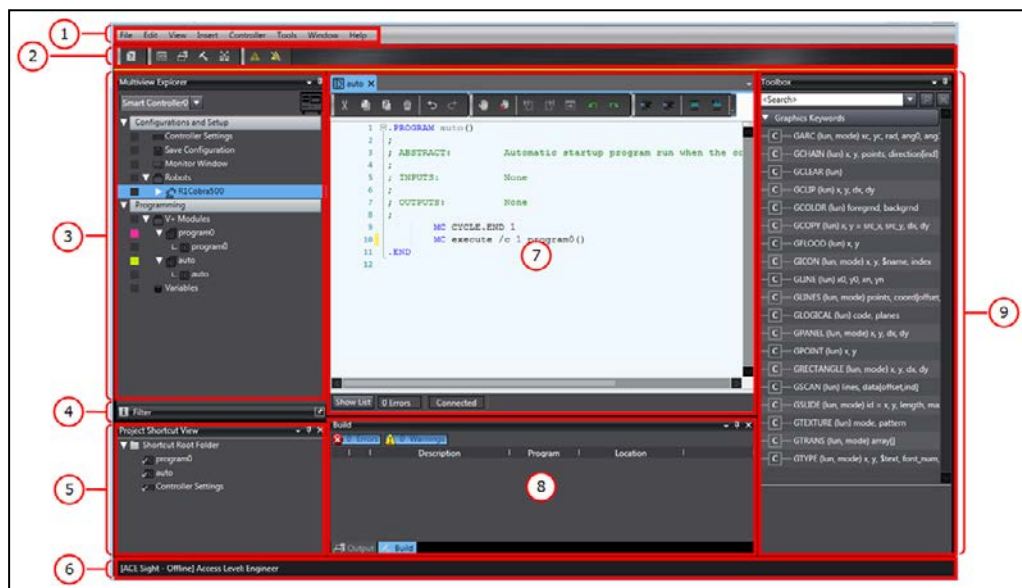 1
File Edit View Insert Controller Tools Window Help
2
Multiview Explorer
Smart Controller0
Configurations and Setup
Controller Settings
Save Configuration
Monitor Window
Robots
R1Cobra500
Programming
V+ Modules
program0
program0
auto
auto
Variables
3
Filter
4
Project Shortcut View
Shortcut Root Folder
program0
auto
Controller Settings
5
auto
1 .PROGRAM auto()
2 ;
3 ; ABSTRACT: Automatic startup program run when the co
4 ;
5 ; INPUTS: None
6 ;
7 ; OUTPUTS: None
8 ;
9 MC CYCLE.END 1
10 MC execute /c 1 program0()
11 .END
12
7
Show List 0 Errors Connected
Build
0 Errors 0 Warnings
Description Program Location
8
Output Build
Toolbox
<Search>
Graphics Keywords
C GARC (lun, mode) xc, yc, rad, ang0, ang
C GCHAIN (lun) x, y, points, direction[ind]
C GCLEAR (lun)
C GCLIP (lun) x, y, dx, dy
C GCOLOR (lun) foregrnd, backgrnd
C GCOPY (lun) x, y = src_x, src_y, dx, dy
C GFLOOD (lun) x, y
C GICON (lun, mode) x, y, $name, index
C GLINE (lun) x0, y0, xn, yn
C GLINES (lun, mode) points, coord[offset,
C GLOGICAL (lun) code, planes
C GPANEL (lun, mode) x, y, dx, dy
C GPOINT (lun) x, y
C GRECTANGLE (lun, mode) x, y, dx, dy
C GSCAN (lun) lines, data[offset,ind]
C GSLIDE (lun, mode) id = x, y, length, ma
C GTEXTURE (lun) mode, pattern
C GTRANS (lun, mode) array[]
C GTYPE (lun, mode) x, y, $text, font_num,
9
6
[ACE Sight - Offline] Access Level: Engineer